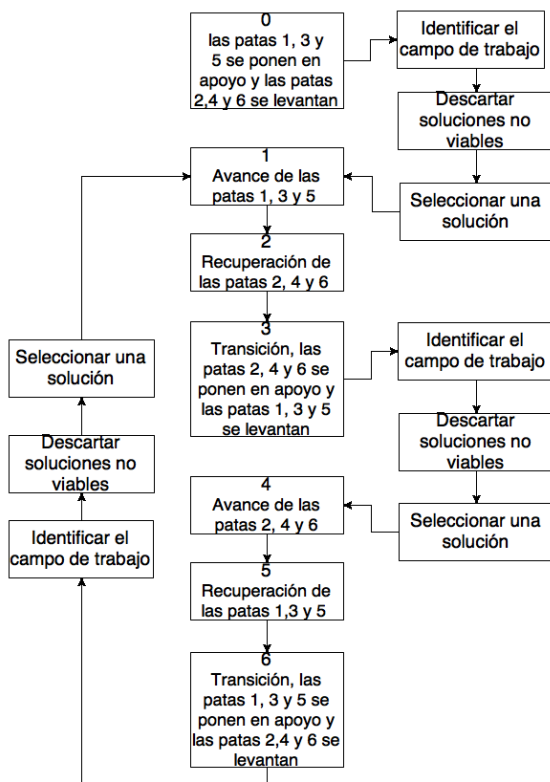 0
las patas 1, 3 y
5 se ponen en
apoyo y las patas
2,4 y 6 se levantan
Identificar el
campo de trabajo
Descartar
soluciones no
viables
Seleccionar una
solución
1
Avance de las
patas 1, 3 y 5
2
Recuperación de
las patas 2, 4 y 6
3
Transición, las
patas 2, 4 y 6 se
ponen en apoyo y
las patas 1, 3 y 5
se levantan
Identificar el
campo de trabajo
Descartar
soluciones no
viables
Seleccionar una
solución
4
Avance de las
patas 2, 4 y 6
5
Recuperación de
las patas 1,3 y 5
6
Transición, las
patas 1, 3 y 5 se
ponen en apoyo y
las patas 2,4 y 6 se
levantan
Identificar el
campo de trabajo
Descartar
soluciones no
viables
Seleccionar una
solución